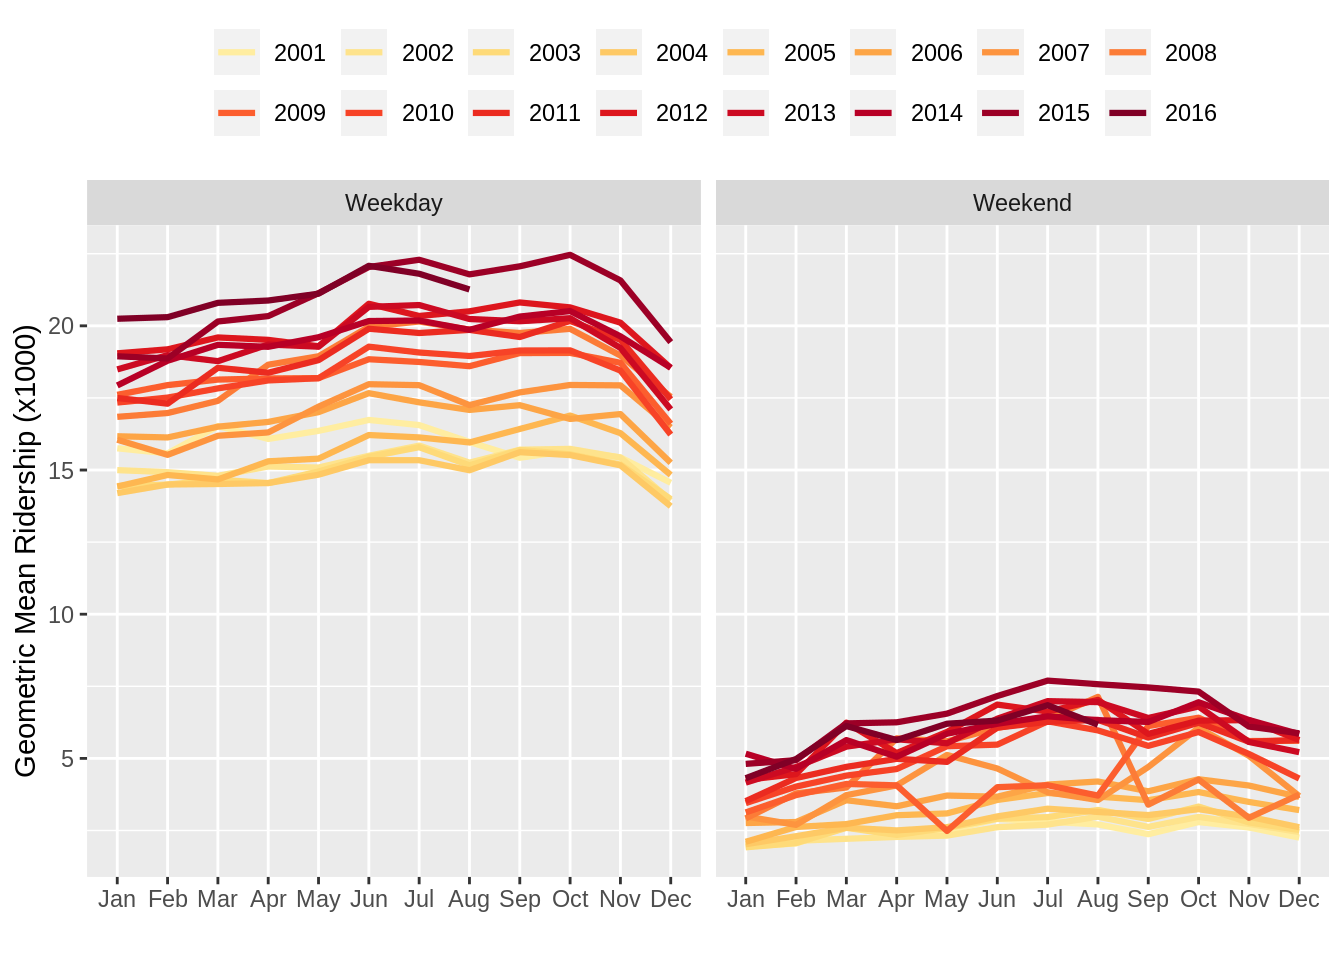 2001 2002 2003 2004 2005 2006 2007 2008
2009 2010 2011 2012 2013 2014 2015 2016
Weekday Weekend
Geometric Mean Ridership (x1000)
20
15
10
5
Jan Feb Mar Apr May Jun Jul Aug Sep Oct Nov Dec Jan Feb Mar Apr May Jun Jul Aug Sep Oct Nov Dec